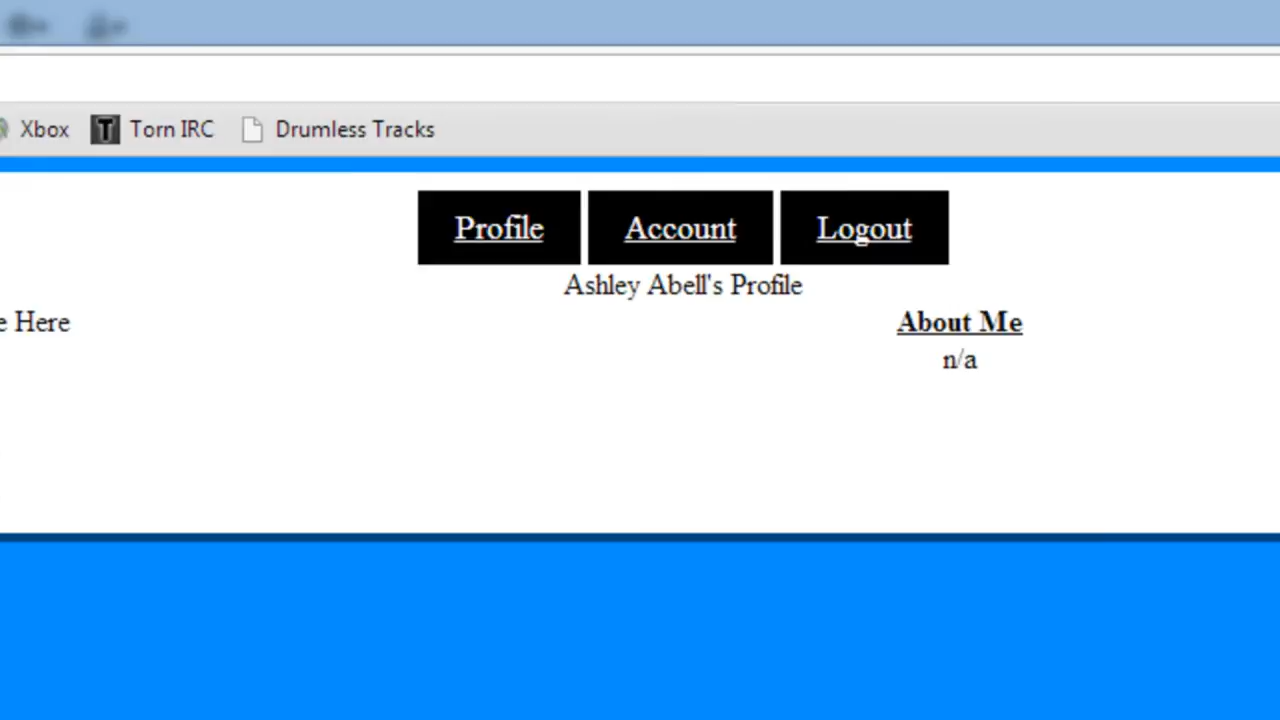 Xbox Torn IRC Drumless Tracks
Profile Account Logout
Ashley Abell's Profile
e Here About Me
n/a